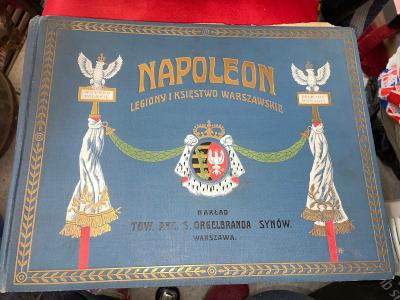 NAPOLEON
LEGIONY I KSIĘSTWO WARSZAWSKIE
NAKŁAD
TOW. AKC. S. ORGELBRANDA SYNÓW.
WARSZAWA.